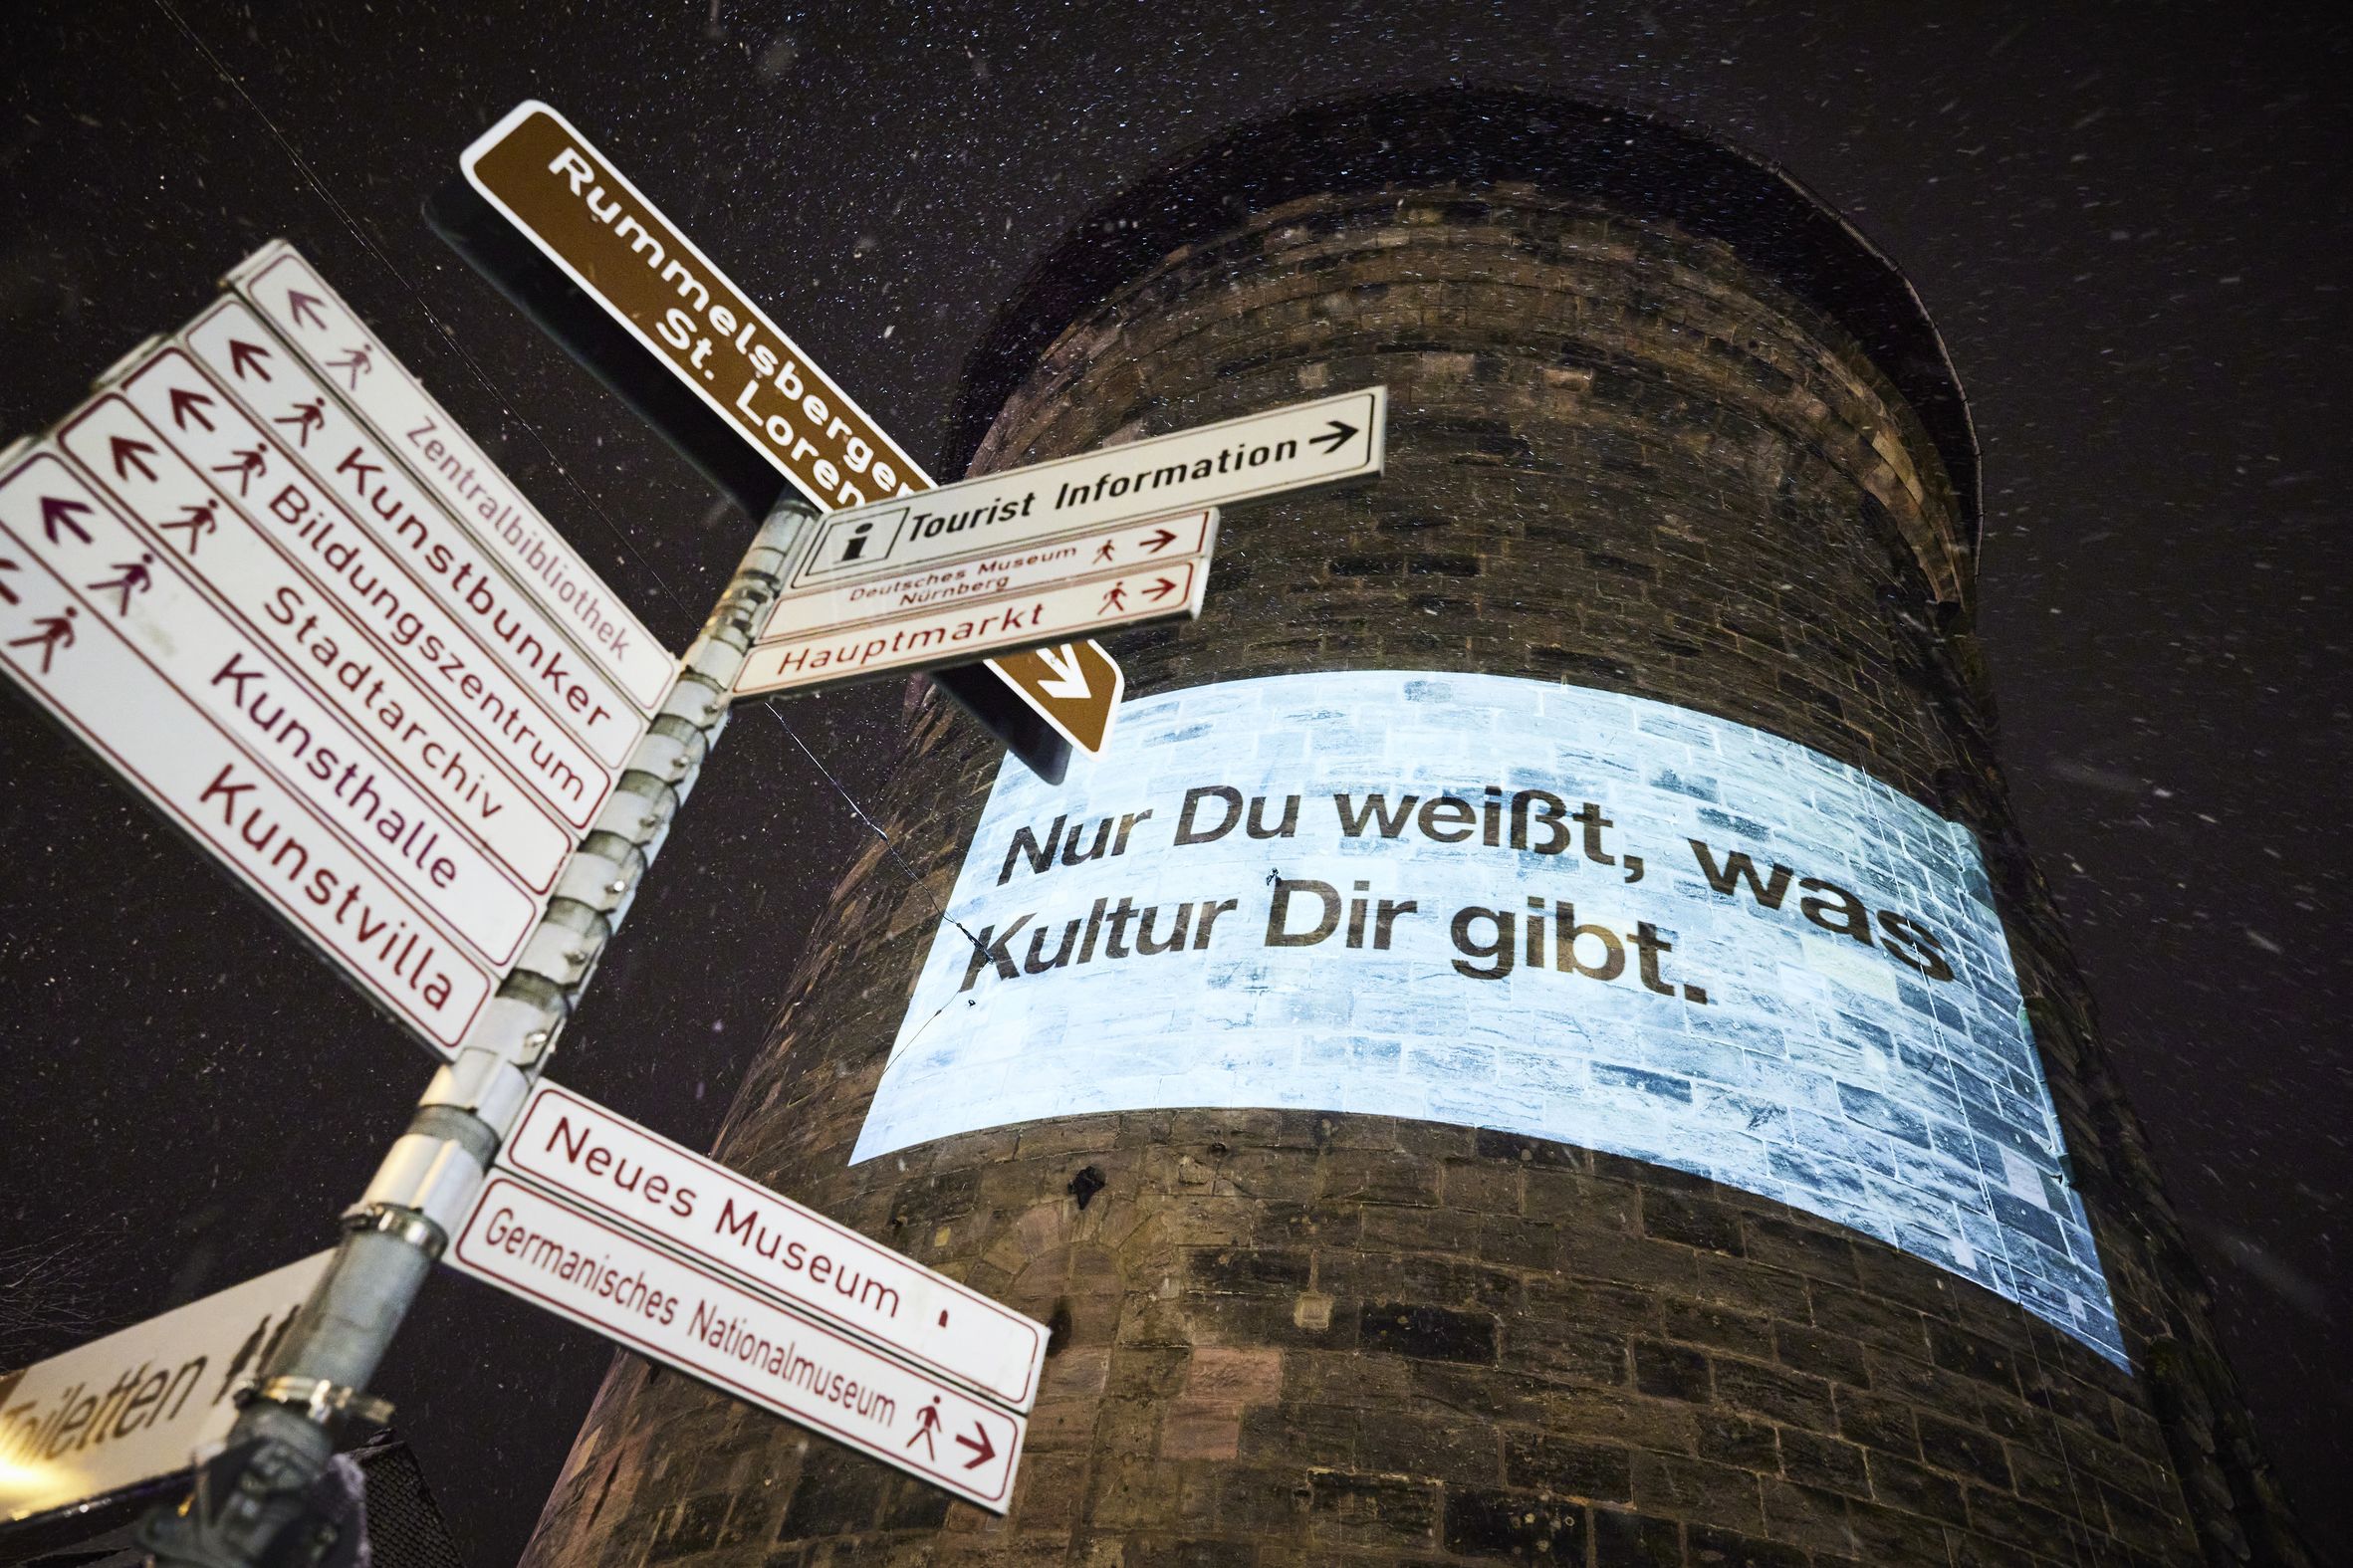 Rummelsberger
St.
Tourist Information
Deutsches Museum
Nürnberg
Hauptmarkt
Zentralbibliothek
Kunstbunker
Bildungszentrum
Stadtarchiv
Kunsthalle
Kunstvilla
Nur Du weißt, was
Kultur Dir gibt.
Neues Museum
Germanisches Nationalmuseum
Toiletten